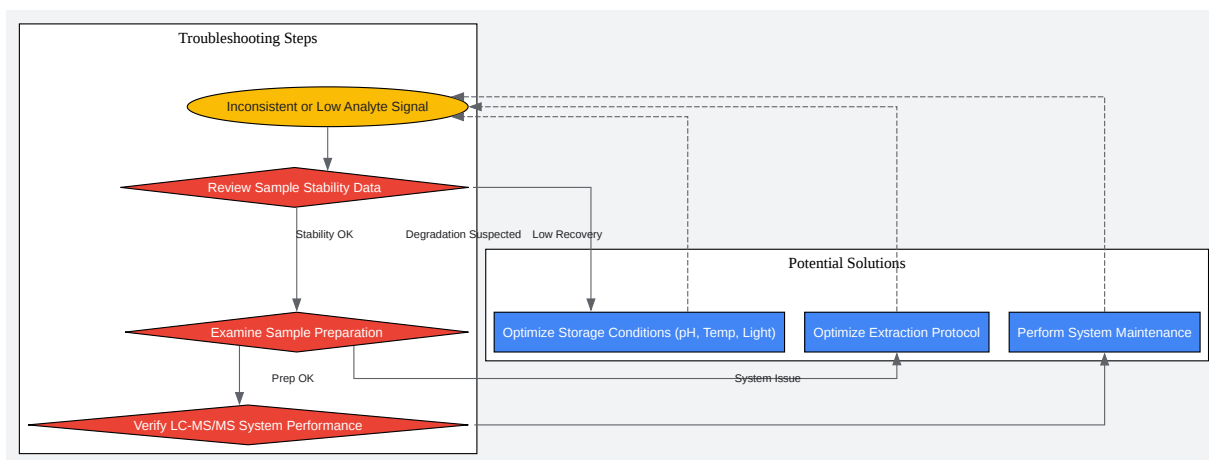 Troubleshooting Steps
Inconsistent or Low Analyte Signal
Review Sample Stability Data
Stability OK
Degradation Suspected
Low Recovery
Potential Solutions
Examine Sample Preparation
Optimize Storage Conditions (pH, Temp, Light)
Optimize Extraction Protocol
Perform System Maintenance
Prep OK
System Issue
Verify LC-MS/MS System Performance